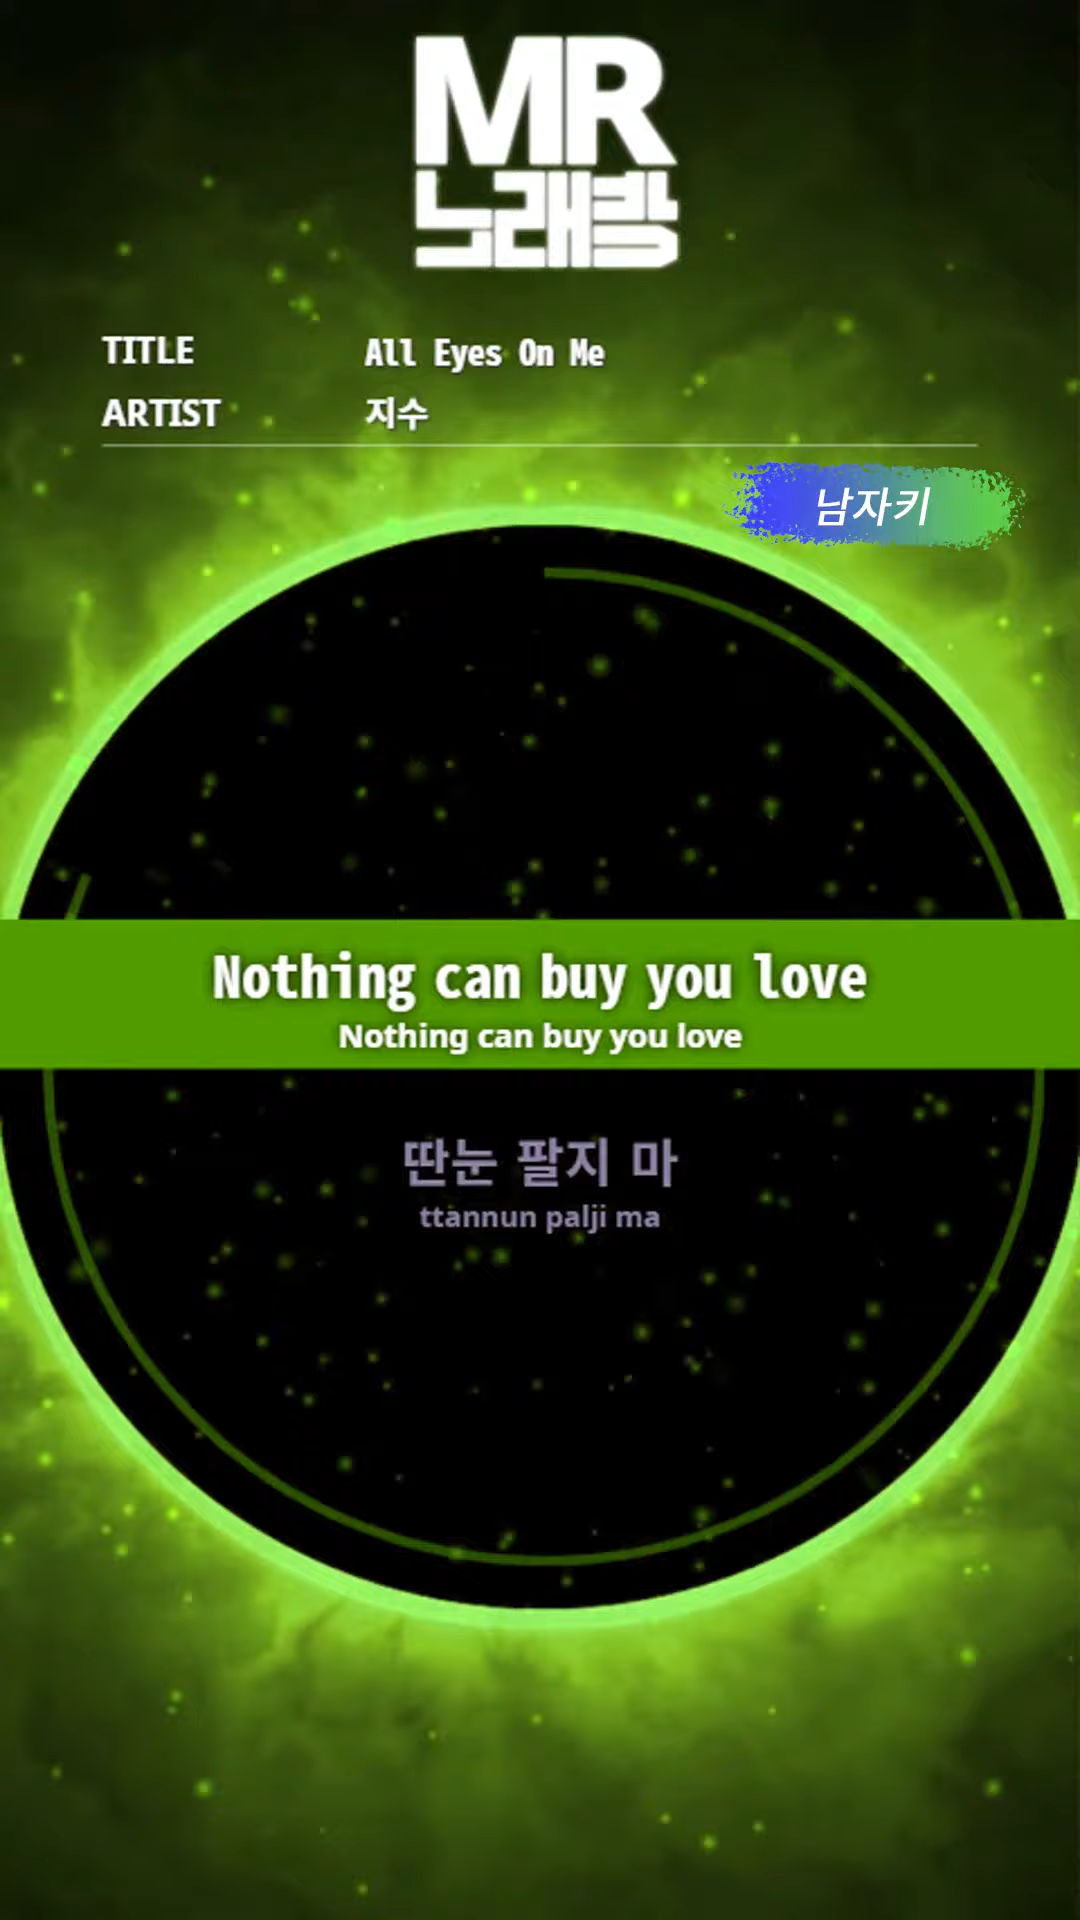 MR
노래방
TITLE All Eyes On Me
ARTIST 지수
남자키
Nothing can buy you love
Nothing can buy you love
딴눈 팔지 마
ttannun palji ma